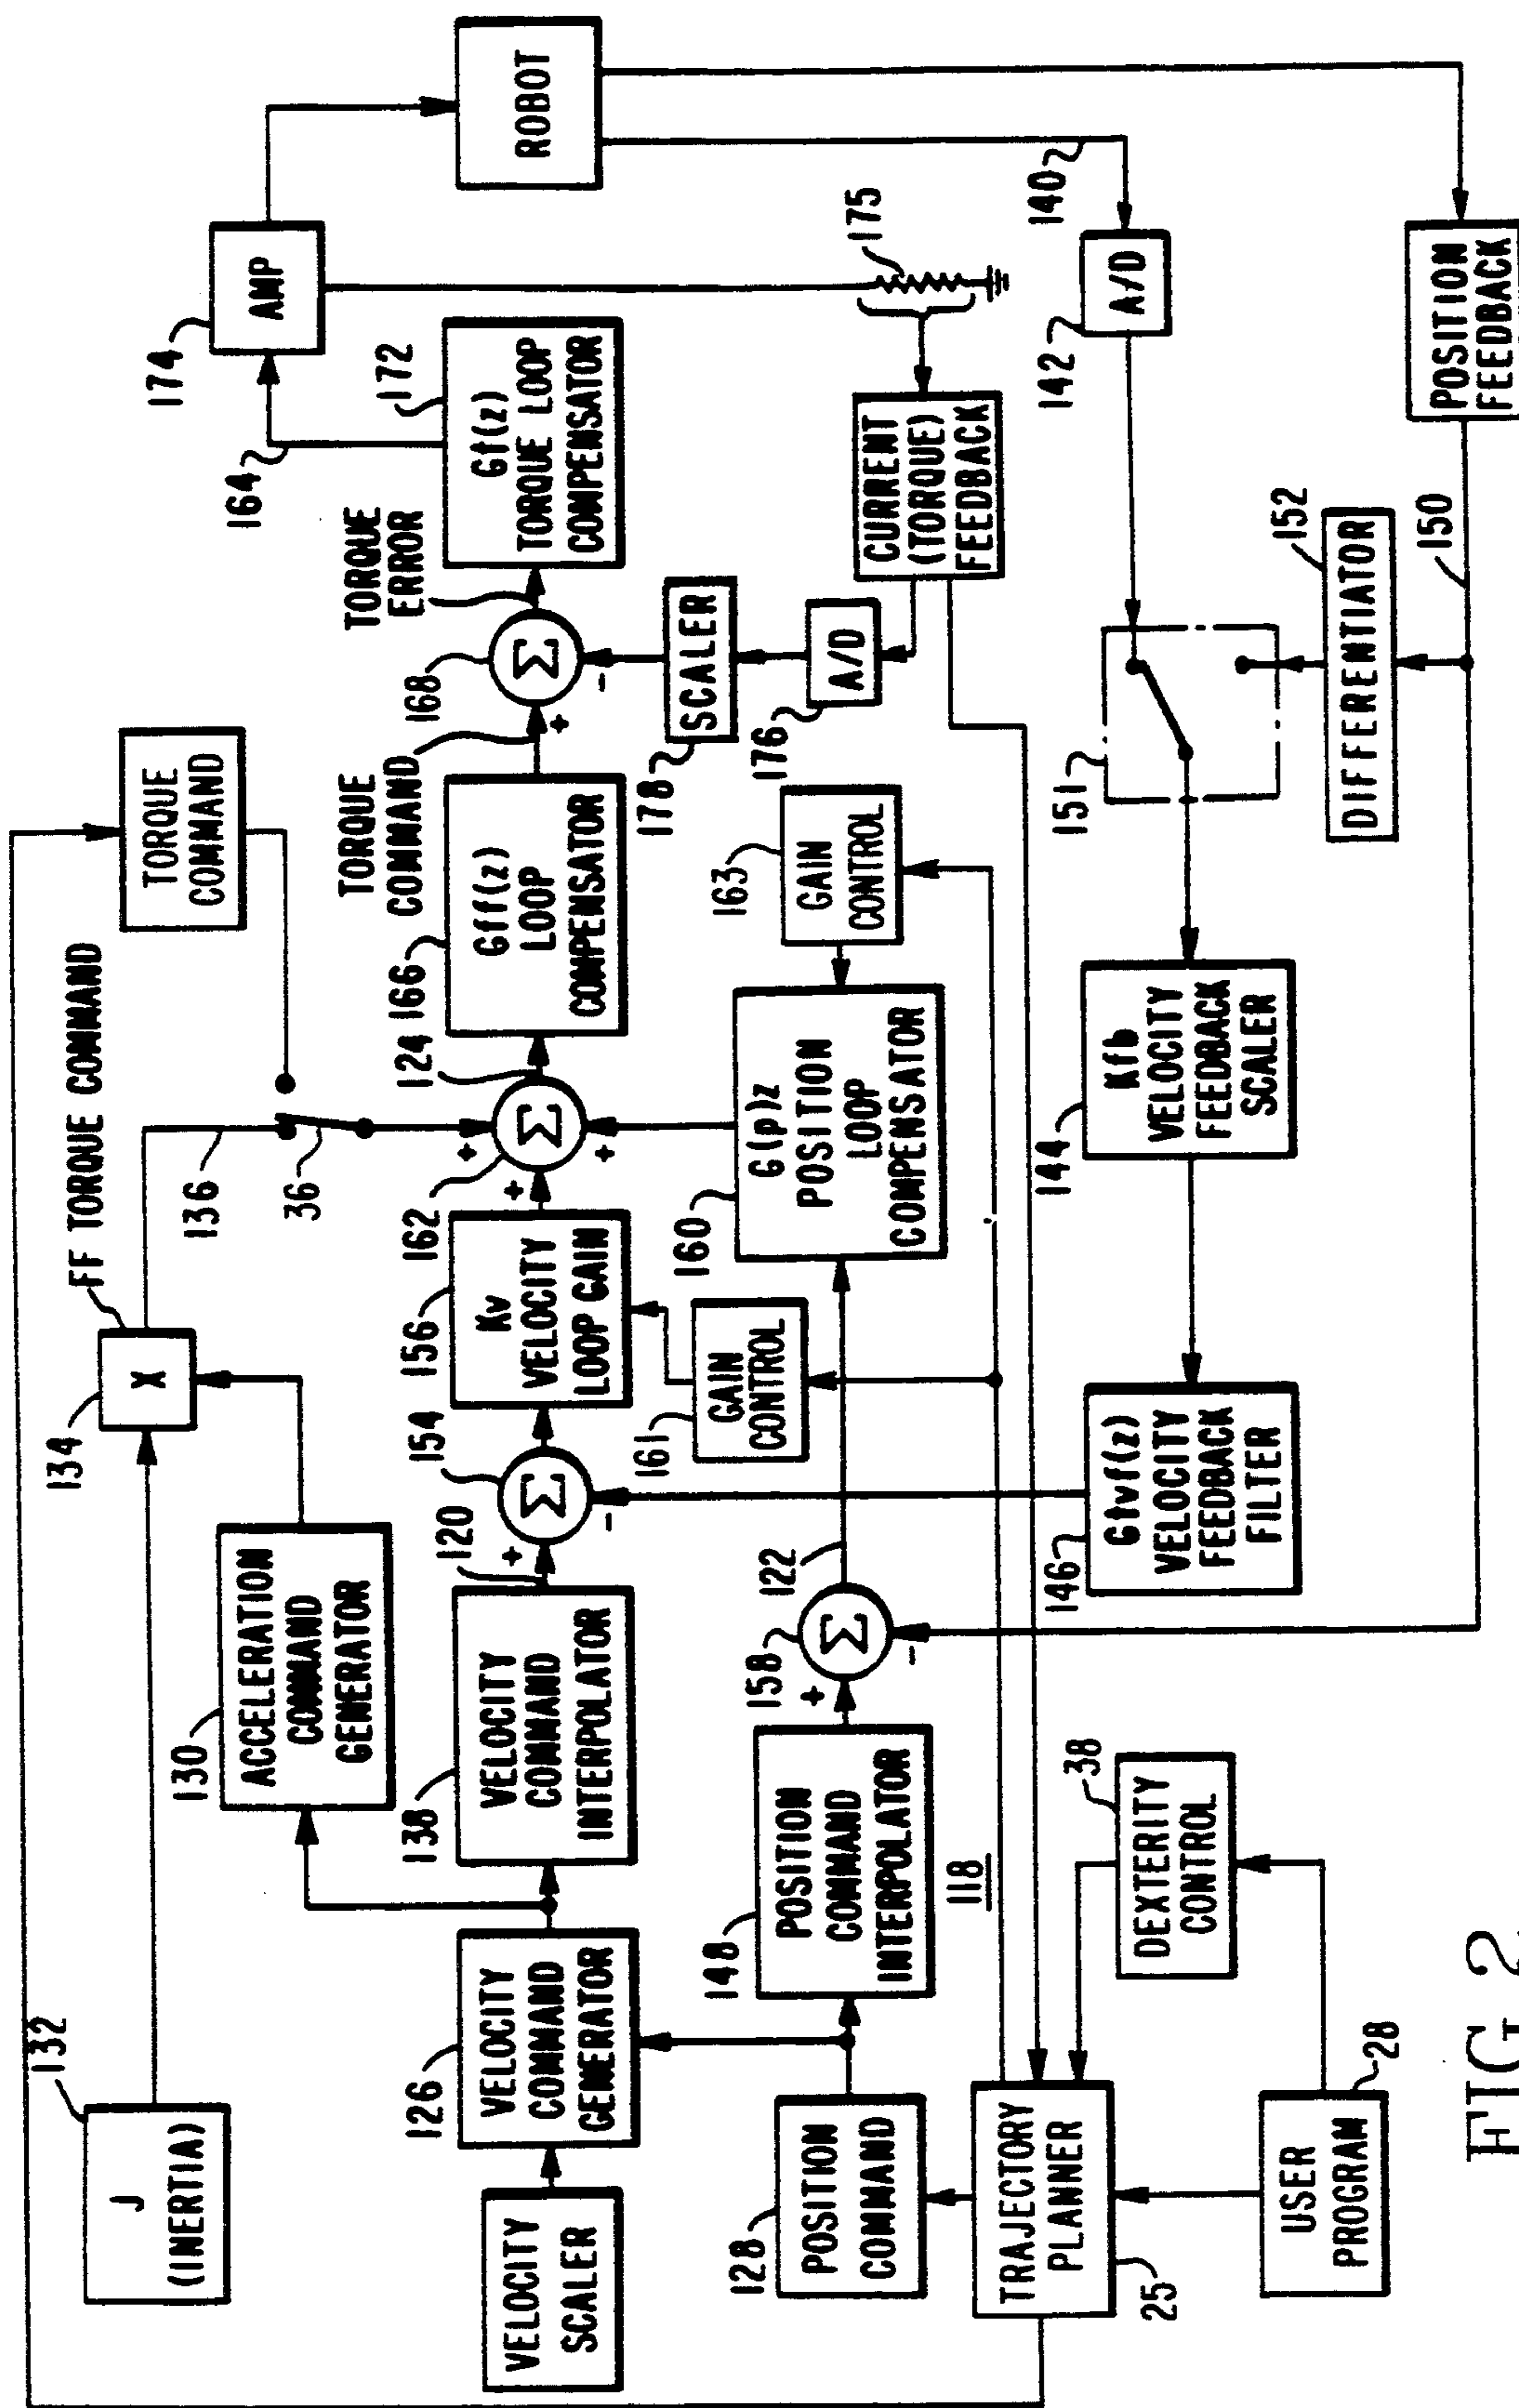 132
J
(INERTIA)
134
X
FF TORQUE COMMAND
136
36
TORQUE
COMMAND
130
ACCELERATION
COMMAND
GENERATOR
VELOCITY
SCALER
126
VELOCITY
COMMAND
GENERATOR
138
VELOCITY
COMMAND
INTERPOLATOR
120
+
-
154
Σ
156
Kv
VELOCITY
LOOP GAIN
162
+
+
+
Σ
124
166
Gff(z)
LOOP
COMPENSATOR
TORQUE
COMMAND
+
-
168
Σ
TORQUE
ERROR
164
172
Gf(z)
TORQUE LOOP
COMPENSATOR
174
AMP
ROBOT
128
POSITION
COMMAND
148
POSITION
COMMAND
INTERPOLATOR
158
+
-
Σ
122
161
GAIN
CONTROL
160
G(p)z
POSITION
LOOP
COMPENSATOR
163
GAIN
CONTROL
178
SCALER
176
A/D
CURRENT
(TORQUE)
FEEDBACK
175
118
25
TRAJECTORY
PLANNER
38
DEXTERITY
CONTROL
28
USER
PROGRAM
146
Gfvf(z)
VELOCITY
FEEDBACK
FILTER
144
Kfb
VELOCITY
FEEDBACK
SCALER
151
142
A/D
140
152
DIFFERENTIATOR
150
POSITION
FEEDBACK
FIG. 2